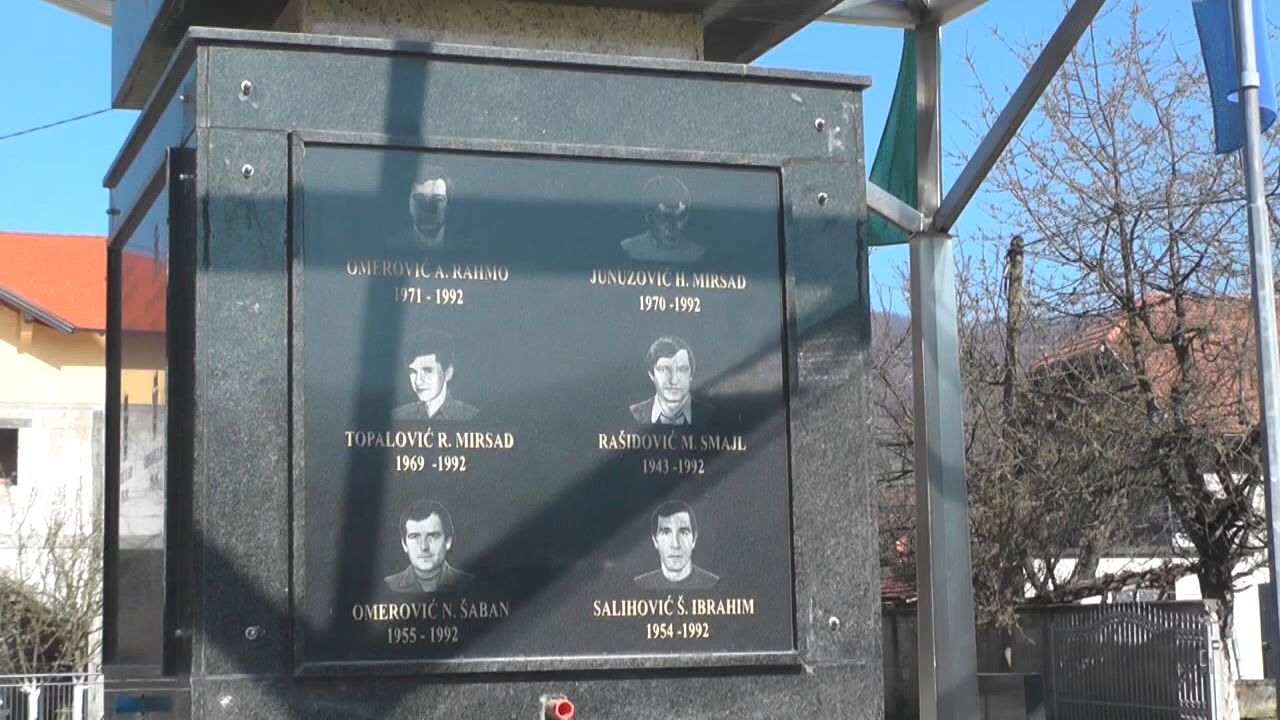 OMEROVIĆ A. RAHMO
1971 - 1992
JUNUZOVIĆ H. MIRSAD
1970 -1992
TOPALOVIĆ R. MIRSAD
1969 -1992
RAŠIDOVIĆ M. SMAJL
1943 -1992
OMEROVIĆ N. ŠABAN
1955 - 1992
SALIHOVIĆ Š. IBRAHIM
1954 -1992